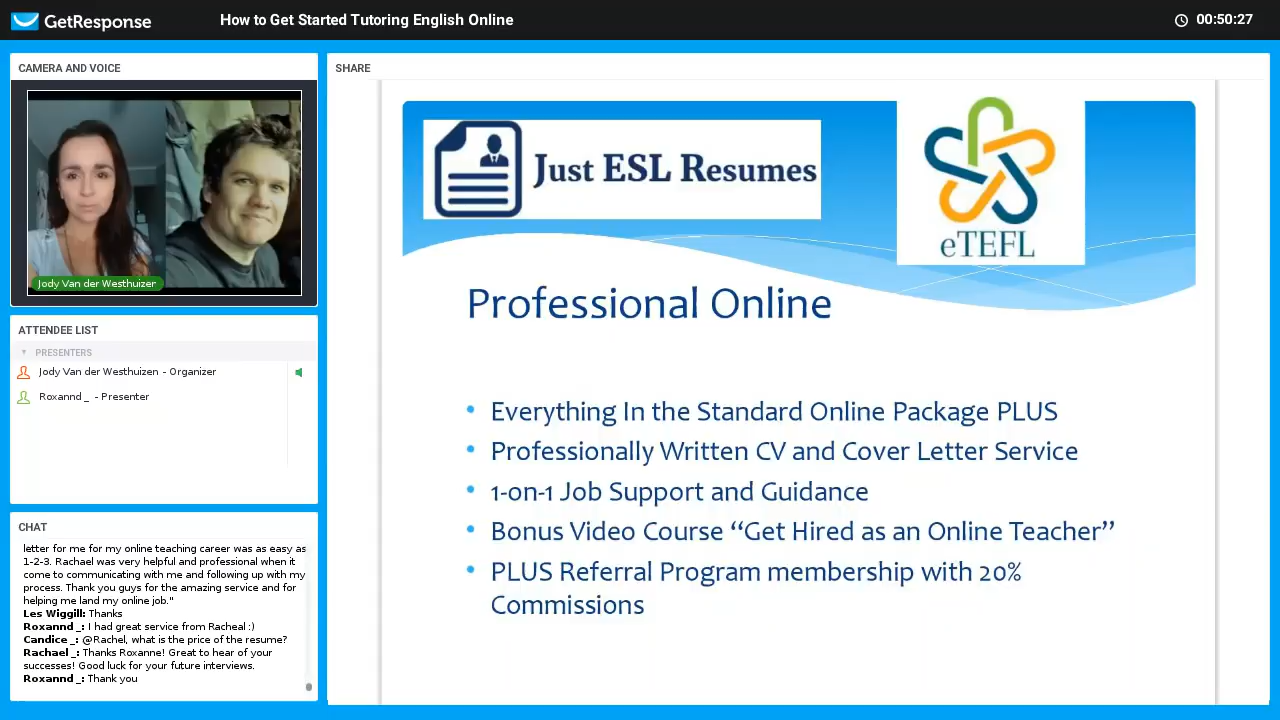 GetResponse
How to Get Started Tutoring English Online
00:50:27
CAMERA AND VOICE
Jody Van der Westhuizer
ATTENDEE LIST
PRESENTERS
Jody Van der Westhuizen - Organizer
Roxannd _ - Presenter
CHAT
letter for me for my online teaching career was as easy as
1-2-3. Rachael was very helpful and professional when it
come to communicating with me and following up with my
process. Thank you guys for the amazing service and for
helping me land my online job."
Les Wiggill: Thanks
Roxannd _: I had great service from Racheal :)
Candice _: @Rachel, what is the price of the resume?
Rachael _: Thanks Roxanne! Great to hear of your
successes! Good luck for your future interviews.
Roxannd _: Thank you
SHARE
Just ESL Resumes
eTEFL
Professional Online
• Everything In the Standard Online Package PLUS
• Professionally Written CV and Cover Letter Service
• 1-on-1 Job Support and Guidance
• Bonus Video Course “Get Hired as an Online Teacher”
• PLUS Referral Program membership with 20%
Commissions